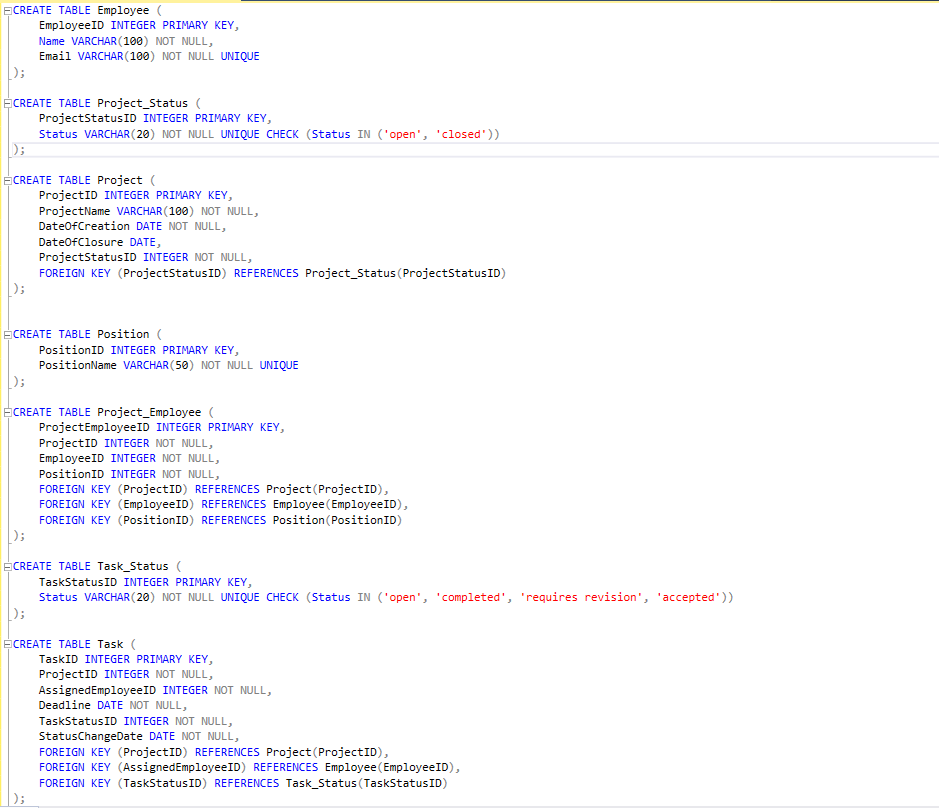 CREATE TABLE Employee (
    EmployeeID INTEGER PRIMARY KEY,
    Name VARCHAR(100) NOT NULL,
    Email VARCHAR(100) NOT NULL UNIQUE
);

CREATE TABLE Project_Status (
    ProjectStatusID INTEGER PRIMARY KEY,
    Status VARCHAR(20) NOT NULL UNIQUE CHECK (Status IN ('open', 'closed'))
);

CREATE TABLE Project (
    ProjectID INTEGER PRIMARY KEY,
    ProjectName VARCHAR(100) NOT NULL,
    DateOfCreation DATE NOT NULL,
    DateOfClosure DATE,
    ProjectStatusID INTEGER NOT NULL,
    FOREIGN KEY (ProjectStatusID) REFERENCES Project_Status(ProjectStatusID)
);

CREATE TABLE Position (
    PositionID INTEGER PRIMARY KEY,
    PositionName VARCHAR(50) NOT NULL UNIQUE
);

CREATE TABLE Project_Employee (
    ProjectEmployeeID INTEGER PRIMARY KEY,
    ProjectID INTEGER NOT NULL,
    EmployeeID INTEGER NOT NULL,
    PositionID INTEGER NOT NULL,
    FOREIGN KEY (ProjectID) REFERENCES Project(ProjectID),
    FOREIGN KEY (EmployeeID) REFERENCES Employee(EmployeeID),
    FOREIGN KEY (PositionID) REFERENCES Position(PositionID)
);

CREATE TABLE Task_Status (
    TaskStatusID INTEGER PRIMARY KEY,
    Status VARCHAR(20) NOT NULL UNIQUE CHECK (Status IN ('open', 'completed', 'requires revision', 'accepted'))
);

CREATE TABLE Task (
    TaskID INTEGER PRIMARY KEY,
    ProjectID INTEGER NOT NULL,
    AssignedEmployeeID INTEGER NOT NULL,
    Deadline DATE NOT NULL,
    TaskStatusID INTEGER NOT NULL,
    StatusChangeDate DATE NOT NULL,
    FOREIGN KEY (ProjectID) REFERENCES Project(ProjectID),
    FOREIGN KEY (AssignedEmployeeID) REFERENCES Employee(EmployeeID),
    FOREIGN KEY (TaskStatusID) REFERENCES Task_Status(TaskStatusID)
);